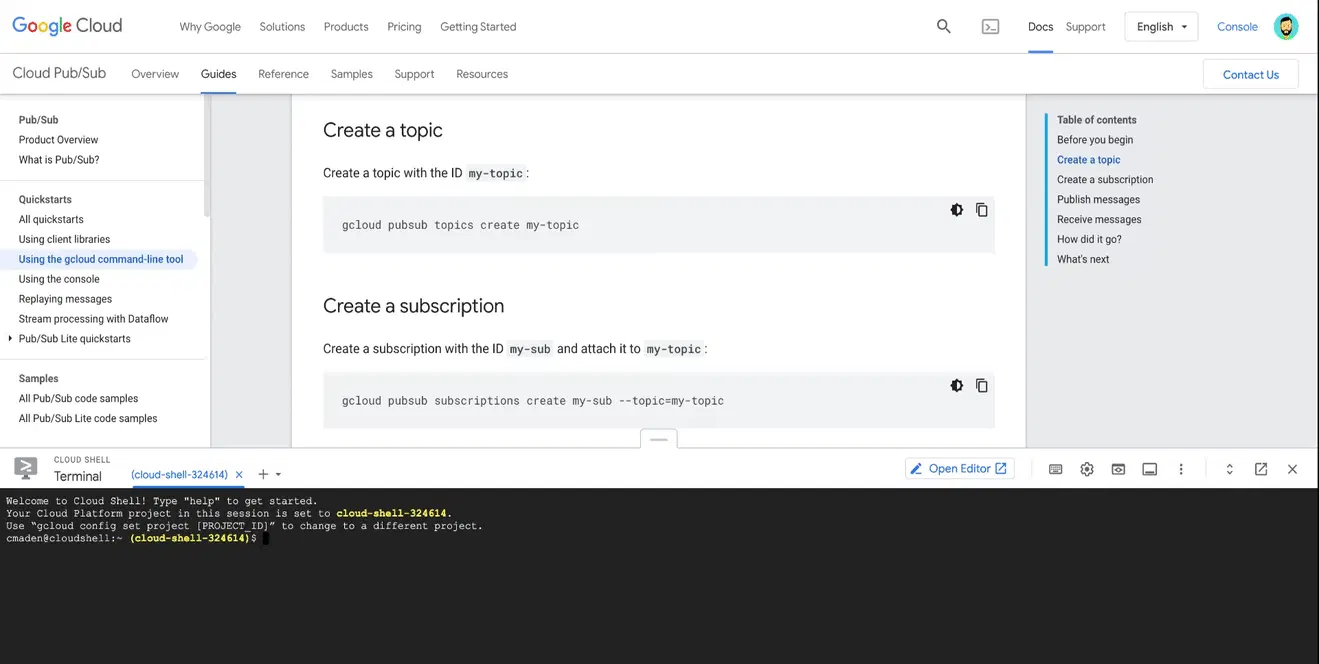 Google Cloud
Why Google
Solutions
Products
Pricing
Getting Started
Docs
Support
English
Console
Cloud Pub/Sub
Overview
Guides
Reference
Samples
Support
Resources
Contact Us
Pub/Sub
Product Overview
What is Pub/Sub?
Quickstarts
All quickstarts
Using client libraries
Using the gcloud command-line tool
Using the console
Replaying messages
Stream processing with Dataflow
Pub/Sub Lite quickstarts
Samples
All Pub/Sub code samples
All Pub/Sub Lite code samples
Create a topic
Create a topic with the ID my-topic:
gcloud pubsub topics create my-topic
Create a subscription
Create a subscription with the ID my-sub and attach it to my-topic:
gcloud pubsub subscriptions create my-sub --topic=my-topic
Table of contents
Before you begin
Create a topic
Create a subscription
Publish messages
Receive messages
How did it go?
What's next
CLOUD SHELL
Terminal
(cloud-shell-324614)
Open Editor
Welcome to Cloud Shell! Type "help" to get started.
Your Cloud Platform project in this session is set to cloud-shell-324614.
Use “gcloud config set project [PROJECT_ID]” to change to a different project.
cmaden@cloudshell:~ (cloud-shell-324614)$